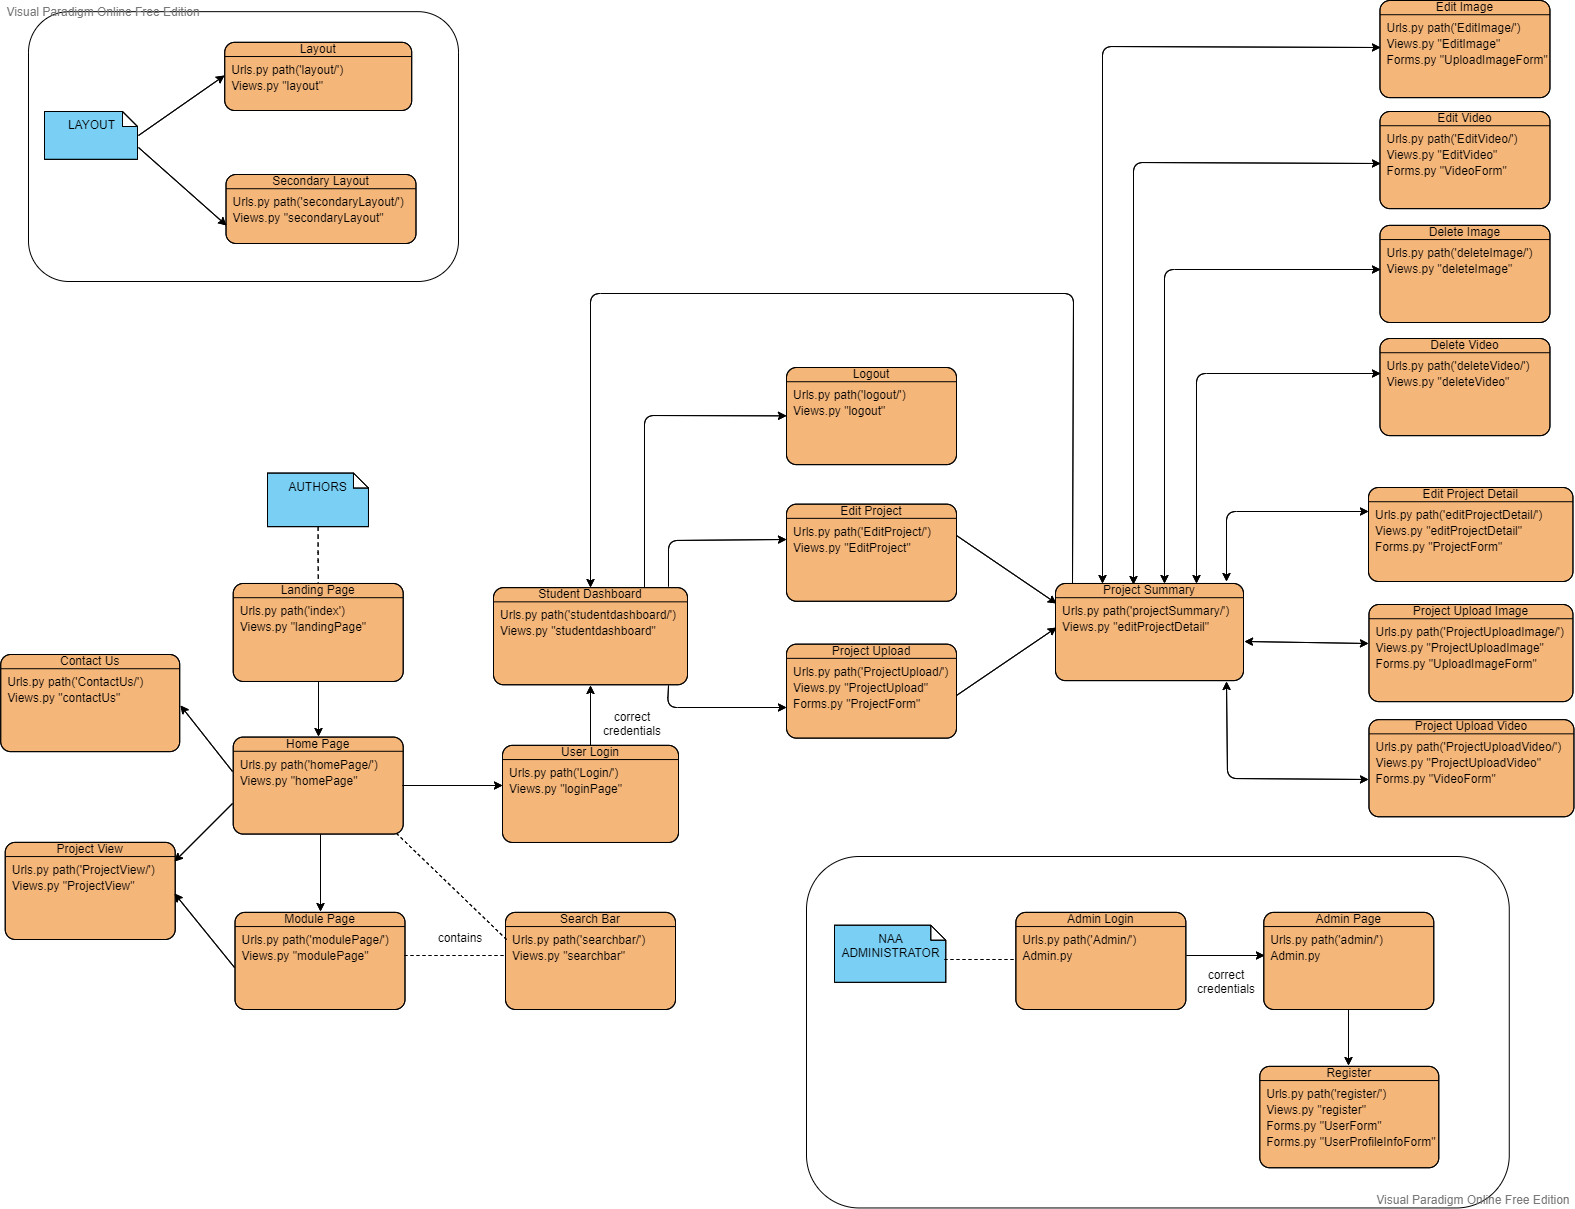 Visual Paradigm Online Free Edition
Layout
Urls.py path('layout/')
Views.py "layout"
LAYOUT
Secondary Layout
Urls.py path('secondaryLayout/')
Views.py "secondaryLayout"
Edit Image
Urls.py path('EditImage/')
Views.py "EditImage"
Forms.py "UploadImageForm"
Edit Video
Urls.py path('EditVideo/')
Views.py "EditVideo"
Forms.py "VideoForm"
Delete Image
Urls.py path('deleteImage/')
Views.py "deleteImage"
Delete Video
Urls.py path('deleteVideo/')
Views.py "deleteVideo"
Logout
Urls.py path('logout/')
Views.py "logout"
AUTHORS
Edit Project
Urls.py path('EditProject/')
Views.py "EditProject"
Edit Project Detail
Urls.py path('editProjectDetail/')
Views.py "editProjectDetail"
Forms.py "ProjectForm"
Landing Page
Urls.py path('index')
Views.py "landingPage"
Student Dashboard
Urls.py path('studentdashboard/')
Views.py "studentdashboard"
Project Summary
Urls.py path('projectSummary/')
Views.py "editProjectDetail"
Project Upload Image
Urls.py path('ProjectUploadImage/')
Views.py "ProjectUploadImage"
Forms.py "UploadImageForm"
Contact Us
Urls.py path('ContactUs/')
Views.py "contactUs"
Project Upload
Urls.py path('ProjectUpload/')
Views.py "ProjectUpload"
Forms.py "ProjectForm"
correct
credentials
Project Upload Video
Urls.py path('ProjectUploadVideo/')
Views.py "ProjectUploadVideo"
Forms.py "VideoForm"
Home Page
Urls.py path('homePage/')
Views.py "homePage"
User Login
Urls.py path('Login/')
Views.py "loginPage"
Project View
Urls.py path('ProjectView/')
Views.py "ProjectView"
Module Page
Urls.py path('modulePage/')
Views.py "modulePage"
contains
Search Bar
Urls.py path('searchbar/')
Views.py "searchbar"
NAA
ADMINISTRATOR
Admin Login
Urls.py path('Admin/')
Admin.py
correct
credentials
Admin Page
Urls.py path('admin/')
Admin.py
Register
Urls.py path('register/')
Views.py "register"
Forms.py "UserForm"
Forms.py "UserProfileInfoForm"
Visual Paradigm Online Free Edition